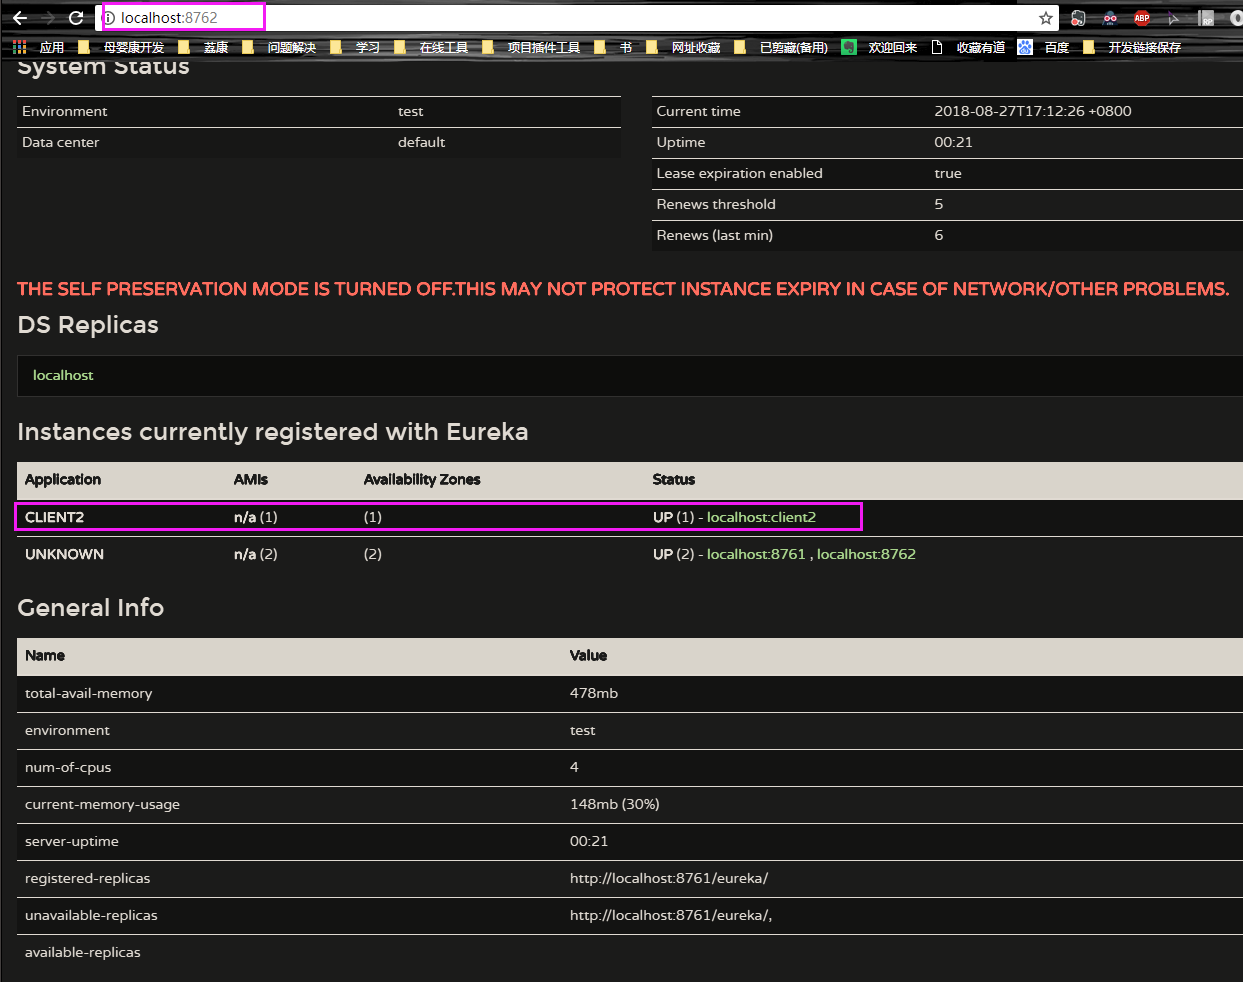 localhost:8762
ABP
RP
应用 母婴康开发 荔康 问题解决 学习 在线工具 项目插件工具 书 网址收藏 已剪藏(备用) 欢迎回来 收藏有道 百度 开发链接保存
System Status
Environment test
Data center default
Current time 2018-08-27T17:12:26 +0800
Uptime 00:21
Lease expiration enabled true
Renews threshold 5
Renews (last min) 6
THE SELF PRESERVATION MODE IS TURNED OFF.THIS MAY NOT PROTECT INSTANCE EXPIRY IN CASE OF NETWORK/OTHER PROBLEMS.
DS Replicas
localhost
Instances currently registered with Eureka
Application AMIs Availability Zones Status
CLIENT2 n/a (1) (1) UP (1) - localhost:client2
UNKNOWN n/a (2) (2) UP (2) - localhost:8761 , localhost:8762
General Info
Name Value
total-avail-memory 478mb
environment test
num-of-cpus 4
current-memory-usage 148mb (30%)
server-uptime 00:21
registered-replicas http://localhost:8761/eureka/
unavailable-replicas http://localhost:8761/eureka/,
available-replicas